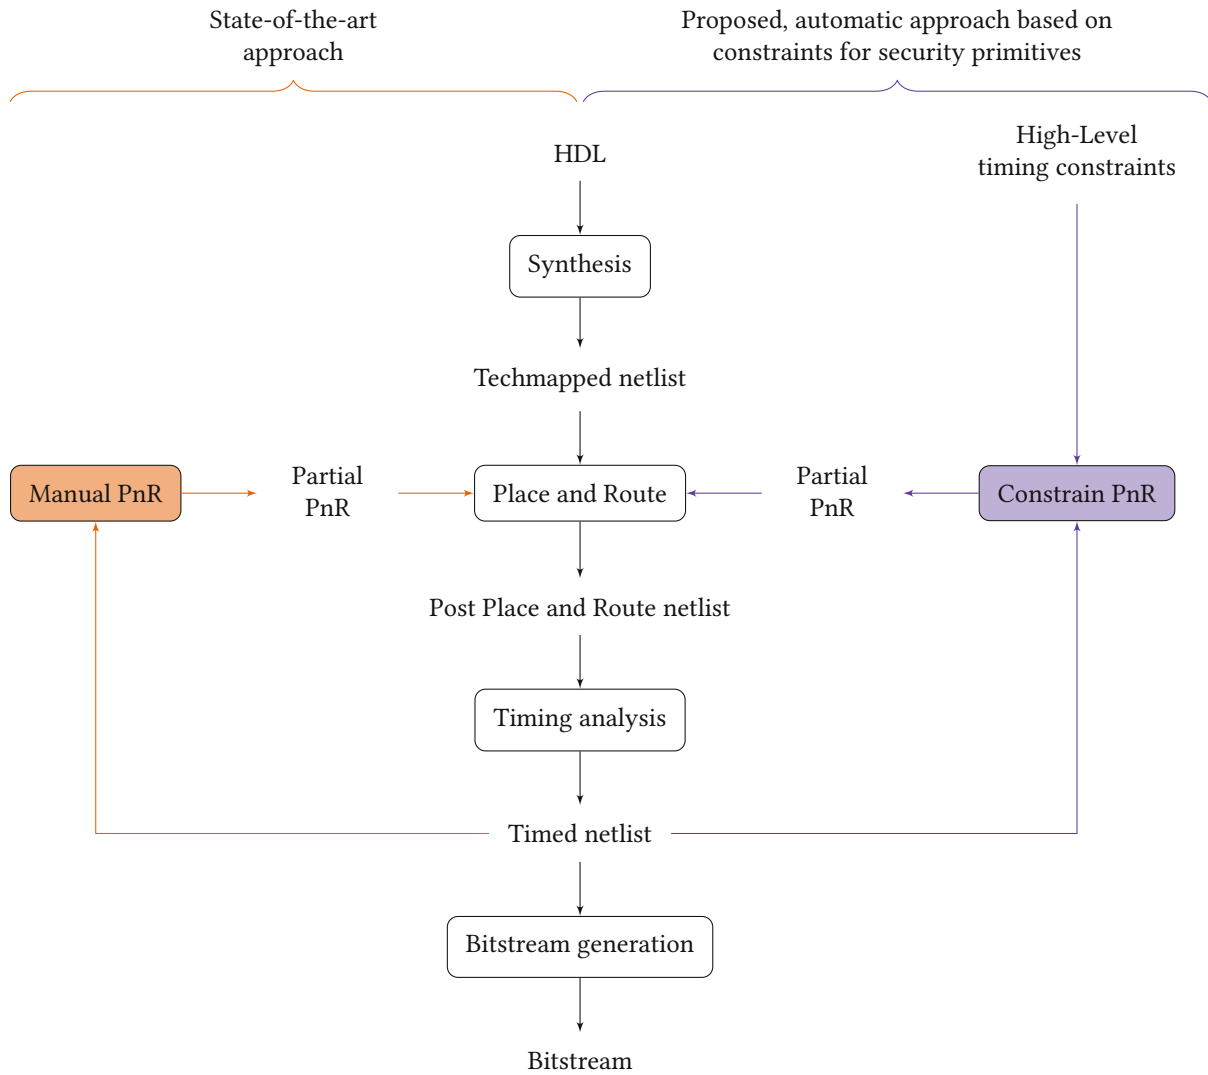 State-of-the-art
approach
Proposed, automatic approach based on
constraints for security primitives
High-Level
timing constraints
HDL
Synthesis
Techmapped netlist
Manual PnR
Partial
PnR
Place and Route
Partial
PnR
Constrain PnR
Post Place and Route netlist
Timing analysis
Timed netlist
Bitstream generation
Bitstream